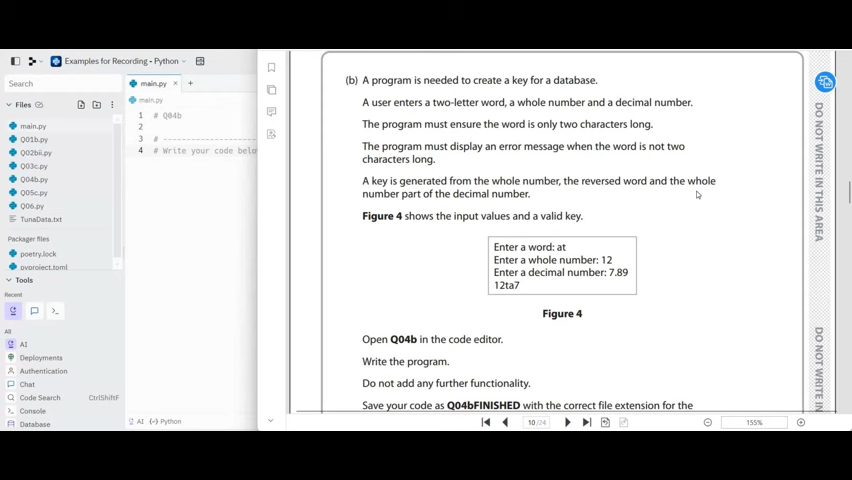 Examples for Recording - Python
Search
Files
main.py
Q01b.py
Q02bii.py
Q03c.py
Q04b.py
Q05c.py
Q06.py
TunaData.txt
Packager files
poetry.lock
pyproject.toml
Tools
Recent
All
AI
Deployments
Authentication
Chat
Code Search CtrlShiftF
Console
Database
main.py
main.py
1 # Q04b
2
3 # --------------------
4 # Write your code belo
AI Python
(b) A program is needed to create a key for a database.
A user enters a two-letter word, a whole number and a decimal number.
The program must ensure the word is only two characters long.
The program must display an error message when the word is not two
characters long.
A key is generated from the whole number, the reversed word and the whole
number part of the decimal number.
Figure 4 shows the input values and a valid key.
Enter a word: at
Enter a whole number: 12
Enter a decimal number: 7.89
12ta7
Figure 4
Open Q04b in the code editor.
Write the program.
Do not add any further functionality.
Save your code as Q04bFINISHED with the correct file extension for the
10/24
155%
DO NOT WRITE IN THIS AREA
DO NOT WRITE IN